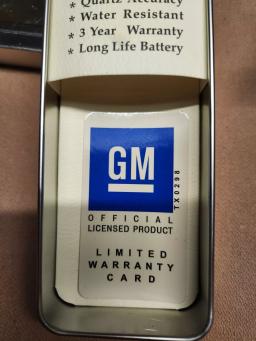 * Quartz Accuracy
* Water Resistant
* 3 Year Warranty
* Long Life Battery
GM
TX0298
OFFICIAL
LICENSED PRODUCT
LIMITED
WARRANTY
CARD